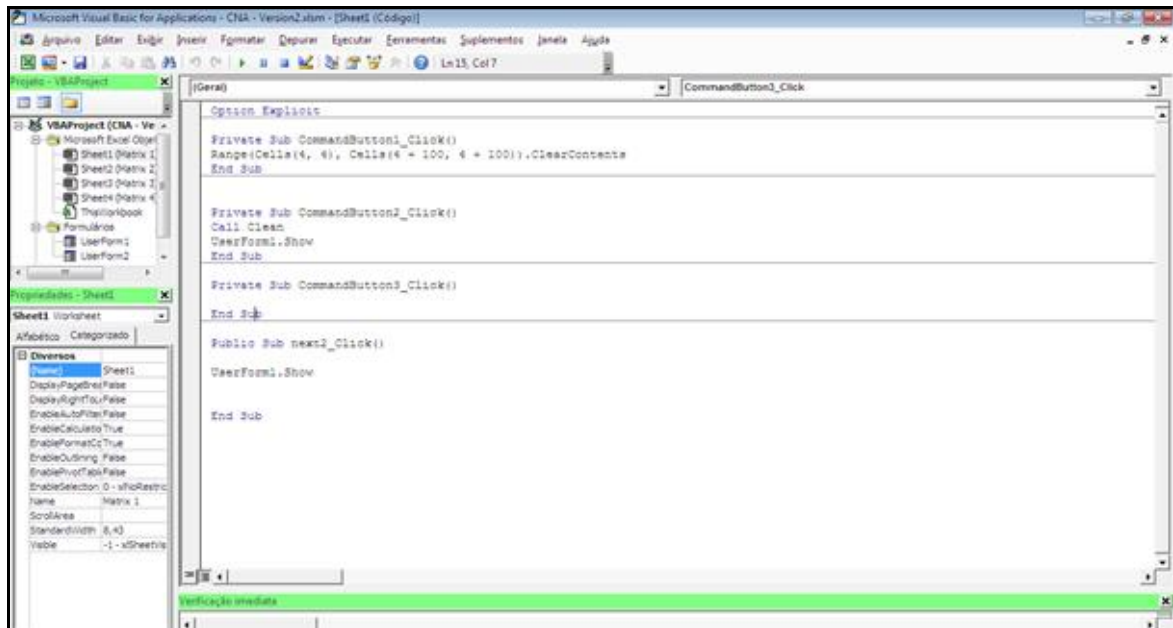 Microsoft Visual Basic for Applications - CNA - Version2.xlsm - [Sheet1 (Código)]
Arquivo Editar Exibir Inserir Formatar Depurar Executar Ferramentas Suplementos Janela Ajuda
Ln 15, Col 7
Projeto - VBAProject
VBAProject (CNA - Ve
Microsoft Excel Objet
Sheet1 (Matrix 1
Sheet2 (Matrix 2
Sheet3 (Matrix 3
Sheet4 (Matrix 4
ThisWorkbook
Formulários
UserForm1
UserForm2
Propriedades - Sheet1
Sheet1 Worksheet
Alfabético Categorizado
Diversos
(Name) Sheet1
DisplayPageBrea False
DisplayRightToL False
EnableAutoFilter False
EnableCalculatio True
EnableFormatCo True
EnableOutlining False
EnablePivotTabl False
EnableSelection 0 - xlNoRestric
Name Matrix 1
ScrollArea
StandardWidth 8,43
Visible -1 - xlSheetVis
(Geral) CommandButton3_Click
Option Explicit
Private Sub CommandButton1_Click()
Range(Cells(4, 4), Cells(4 + 100, 4 + 100)).ClearContents
End Sub
Private Sub CommandButton2_Click()
Call Clean
UserForm1.Show
End Sub
Private Sub CommandButton3_Click()
End Sub
Public Sub next2_Click()
UserForm1.Show
End Sub
Verificação imediata